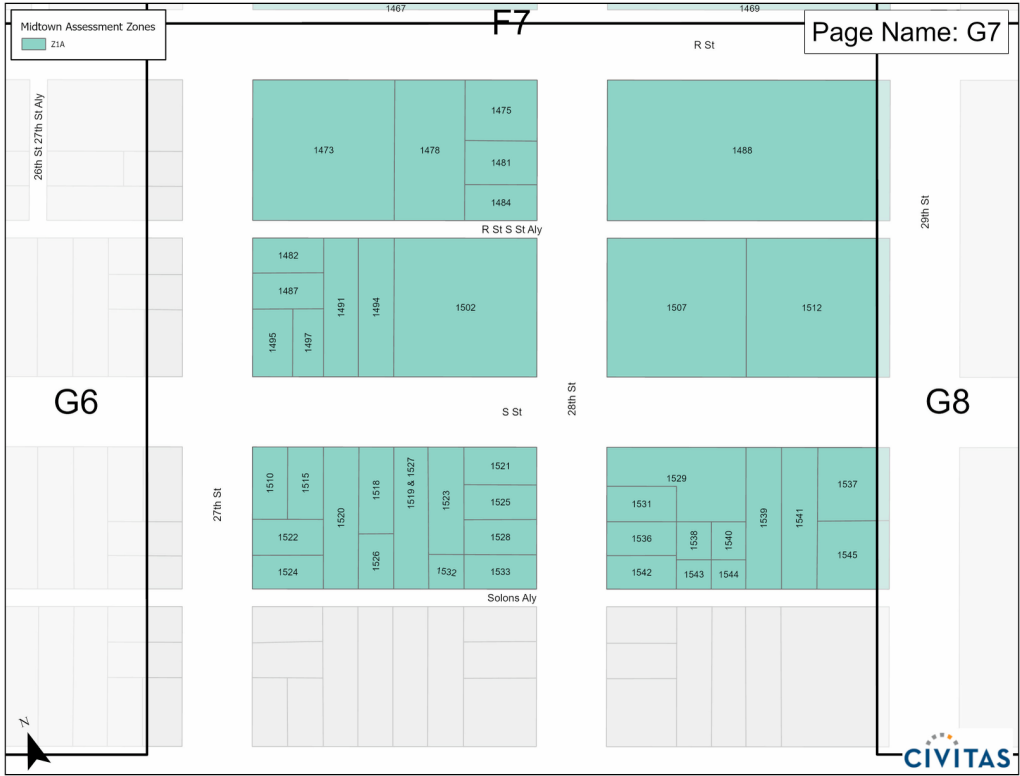 1467
1469
F7
Midtown Assessment Zones
Z1A
Page Name: G7
R St
26th St 27th St Aly
1473
1478
1475
1481
1484
1488
29th St
R St S St Aly
1482
1487
1491
1494
1495
1497
1502
1507
1512
G6
S St
28th St
G8
27th St
1510
1515
1520
1518
1519 & 1527
1523
1521
1525
1522
1524
1526
1528
1532
1533
1529
1531
1536
1538
1540
1539
1541
1537
1542
1543
1544
1545
Solons Aly
N
CIVITAS